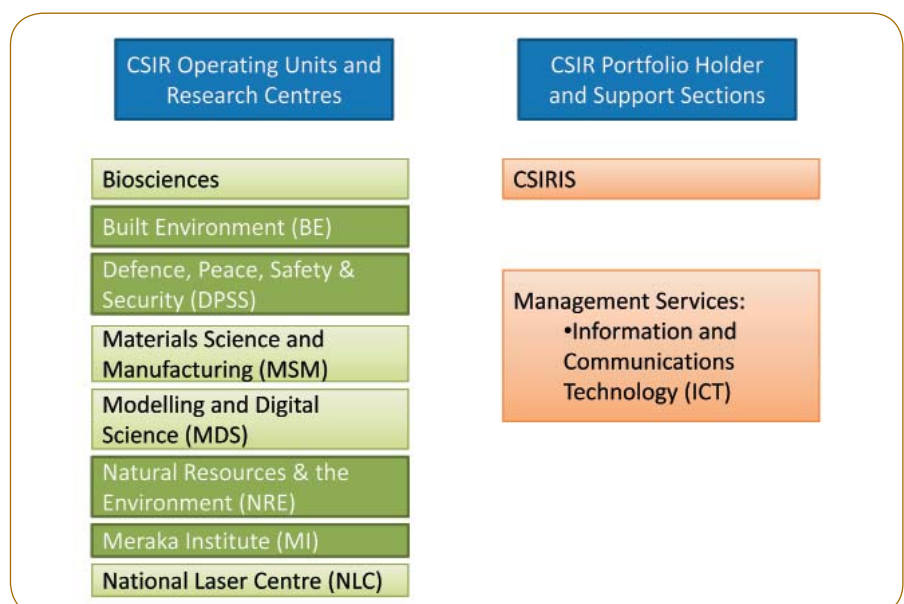 CSIR Operating Units and
Research Centres
Biosciences
Built Environment (BE)
Defence, Peace, Safety &
Security (DPSS)
Materials Science and
Manufacturing (MSM)
Modelling and Digital
Science (MDS)
Natural Resources & the
Environment (NRE)
Meraka Institute (MI)
National Laser Centre (NLC)
CSIR Portfolio Holder
and Support Sections
CSIRIS
Management Services:
•Information and
Communications
Technology (ICT)